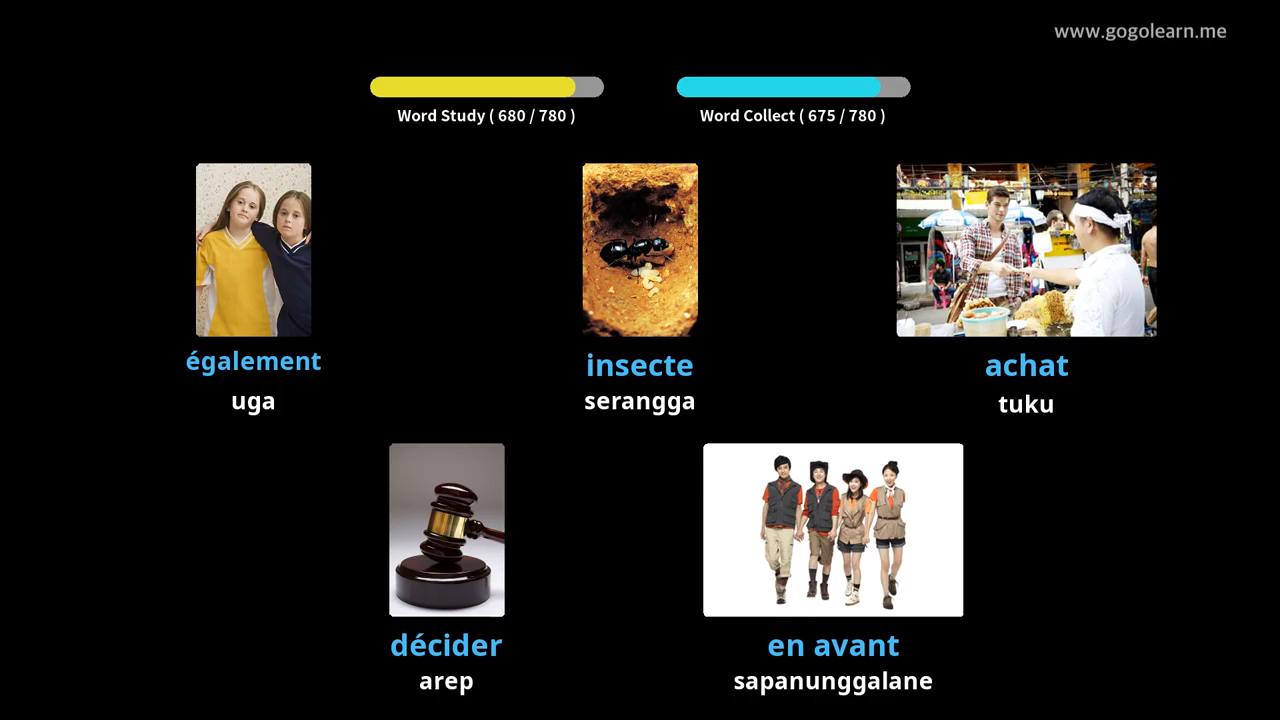 www.gogolearn.me
Word Study ( 680 / 780 )
Word Collect ( 675 / 780 )
également
uga
insecte
serangga
achat
tuku
décider
arep
en avant
sapanunggalane